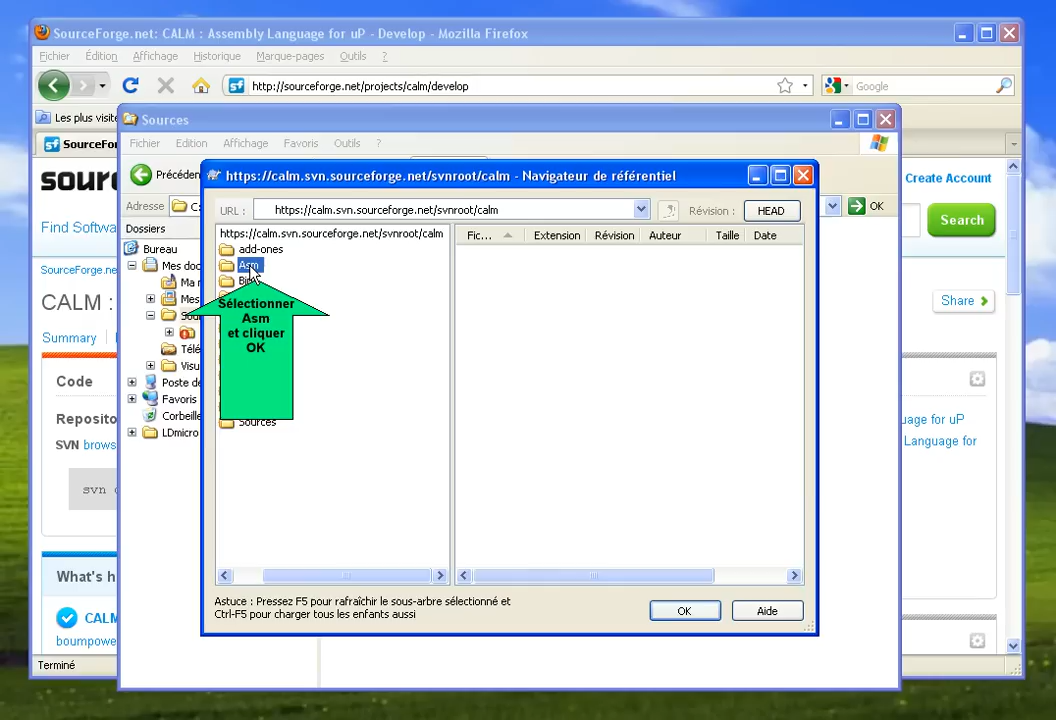 SourceForge.net: CALM : Assembly Language for uP - Develop - Mozilla Firefox
Fichier Édition Affichage Historique Marque-pages Outils ?
http://sourceforge.net/projects/calm/develop
Google
Les plus visité
Sources
SourceFor
Fichier Edition Affichage Favoris Outils ?
Précéden
Adresse C: OK
https://calm.svn.sourceforge.net/svnroot/calm - Navigateur de référentiel
URL : https://calm.svn.sourceforge.net/svnroot/calm Révision : HEAD
Create Account
Find Softwa
Search
Dossiers
Bureau
Mes doc
Ma m
Mes
Sou
Télé
Visu
Poste de
Favoris
Corbeille
LDmicro
https://calm.svn.sourceforge.net/svnroot/calm
add-ones
Asm
Bin
Sources
Fic... Extension Révision Auteur Taille Date
Sélectionner
Asm
et cliquer
OK
SourceForge.ne
CALM :
Share
Summary
Code
Reposito
SVN brows
svn c
uage for uP
Language for
What's h
CALM
boumpowe
Astuce : Pressez F5 pour rafraîchir le sous-arbre sélectionné et
Ctrl-F5 pour charger tous les enfants aussi
OK Aide
Terminé